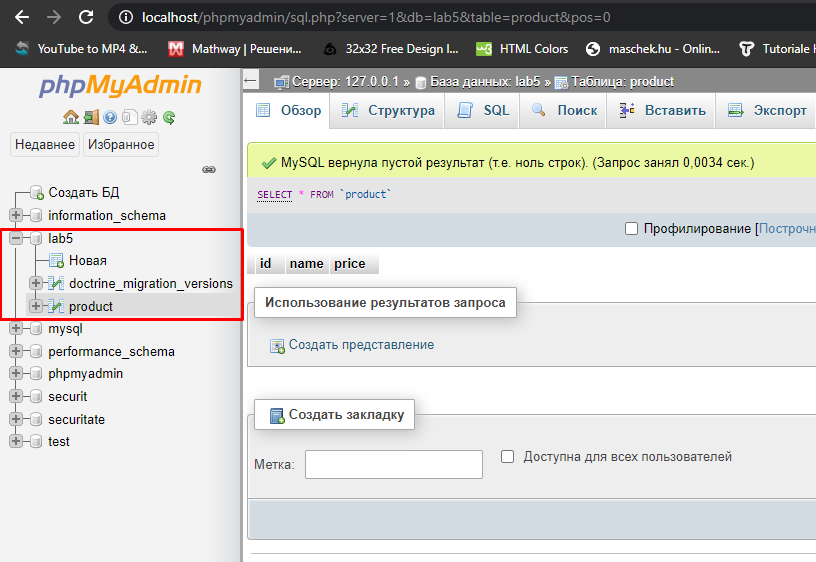 localhost/phpmyadmin/sql.php?server=1&db=lab5&table=product&pos=0
YouTube to MP4 &... Mathway | Решени... 32x32 Free Design I... HTML Colors maschek.hu - Onlin... Tutoriale H
phpMyAdmin
Недавнее Избранное
Создать БД
information_schema
lab5
Новая
doctrine_migration_versions
product
mysql
performance_schema
phpmyadmin
securit
securitate
test
Сервер: 127.0.0.1 » База данных: lab5 » Таблица: product
Обзор Структура SQL Поиск Вставить Экспорт
MySQL вернула пустой результат (т.е. ноль строк). (Запрос занял 0,0034 сек.)
SELECT * FROM `product`
Профилирование [Построчн
id name price
Использование результатов запроса
Создать представление
Создать закладку
Метка: Доступна для всех пользователей